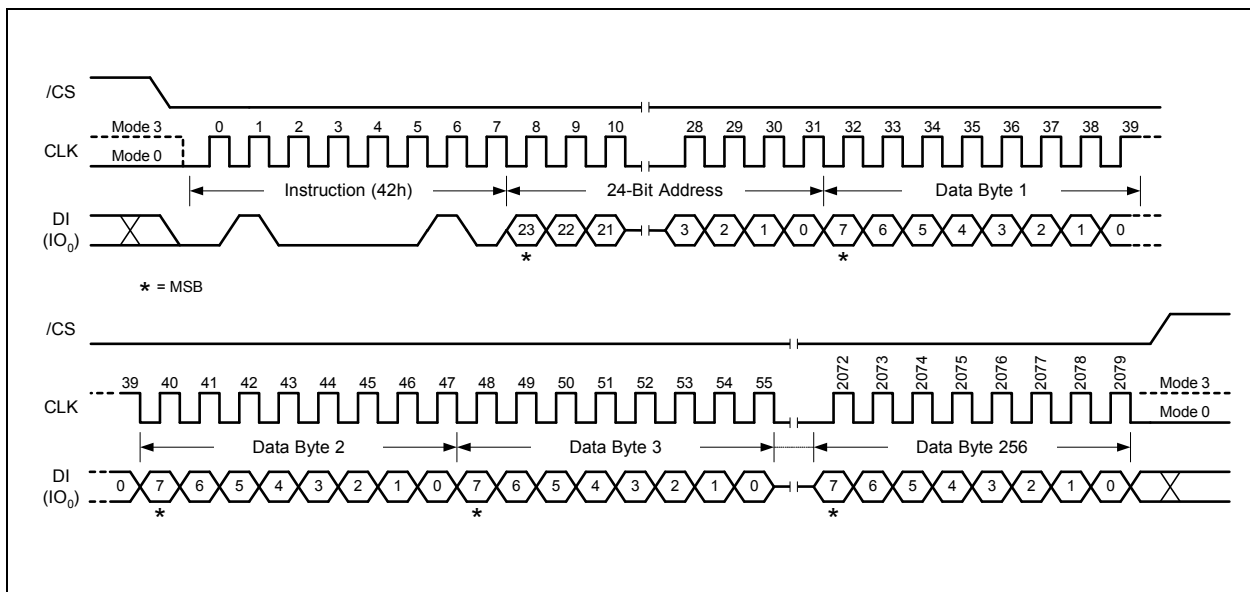 /CS
Mode 3 0 1 2 3 4 5 6 7 8 9 10 28 29 30 31 32 33 34 35 36 37 38 39
CLK Mode 0
Instruction (42h) 24-Bit Address Data Byte 1
DI
(IO₀) 23 22 21 3 2 1 0 7 6 5 4 3 2 1 0
* *
* = MSB
/CS
39 40 41 42 43 44 45 46 47 48 49 50 51 52 53 54 55 2072 2073 2074 2075 2076 2077 2078 2079 Mode 3
CLK Mode 0
Data Byte 2 Data Byte 3 Data Byte 256
DI
(IO₀) 0 7 6 5 4 3 2 1 0 7 6 5 4 3 2 1 0 7 6 5 4 3 2 1 0
* * *